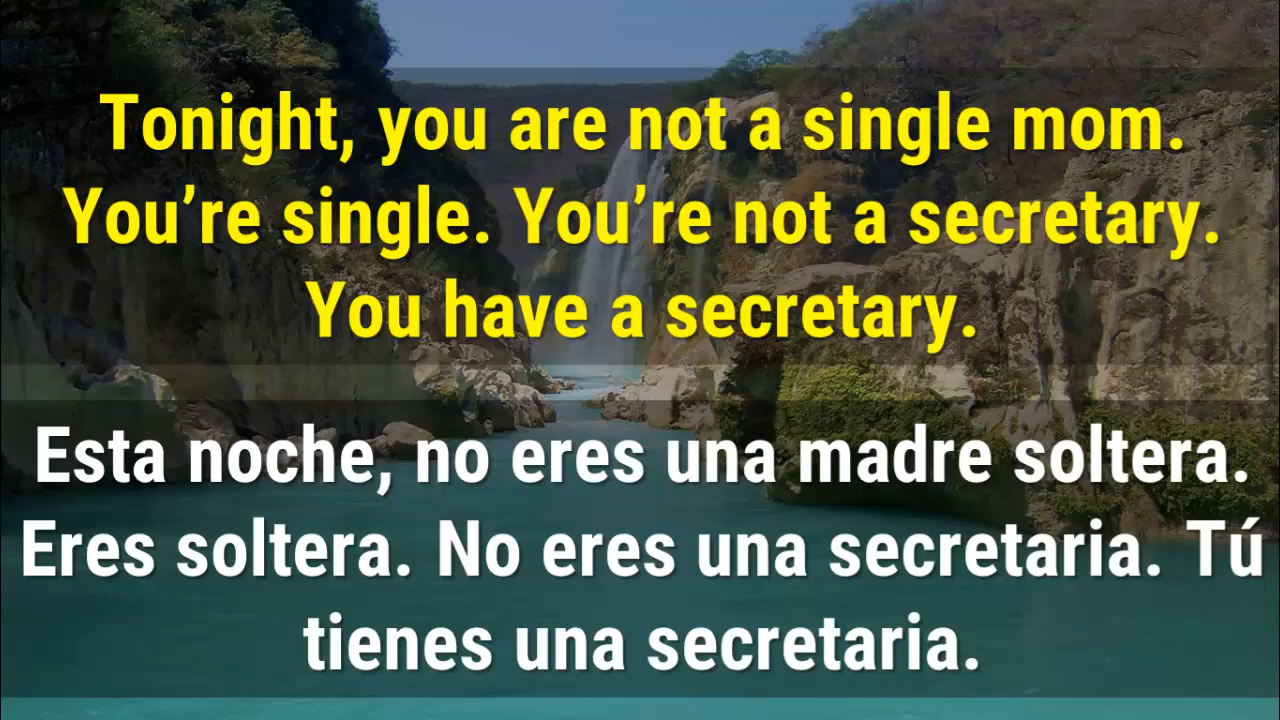 Tonight, you are not a single mom.
You’re single. You’re not a secretary.
You have a secretary.
Esta noche, no eres una madre soltera.
Eres soltera. No eres una secretaria. Tú
tienes una secretaria.